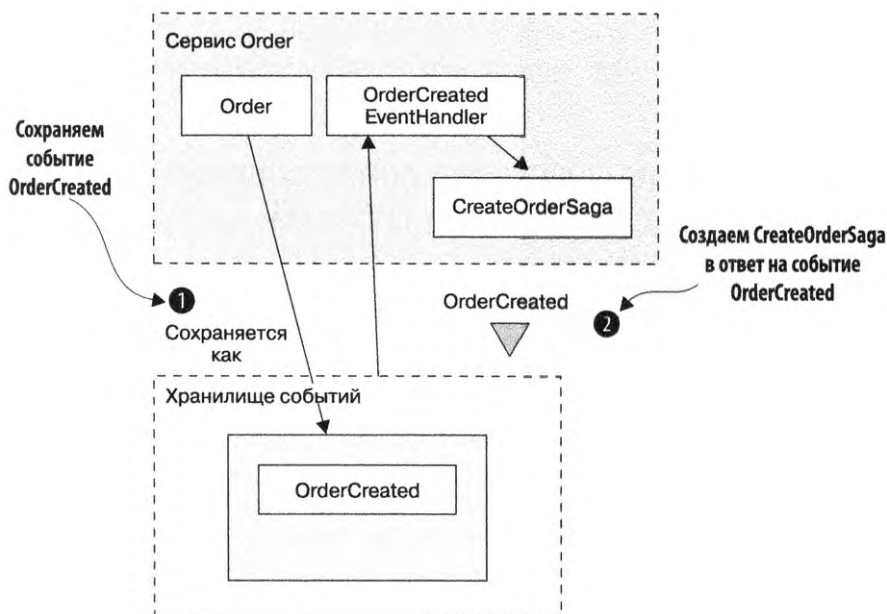 Сервис Order
Order
OrderCreated
EventHandler
Сохраняем
событие
OrderCreated
CreateOrderSaga
Создаем CreateOrderSaga
в ответ на событие
OrderCreated
1
OrderCreated
2
Сохраняется
как
Хранилище событий
OrderCreated